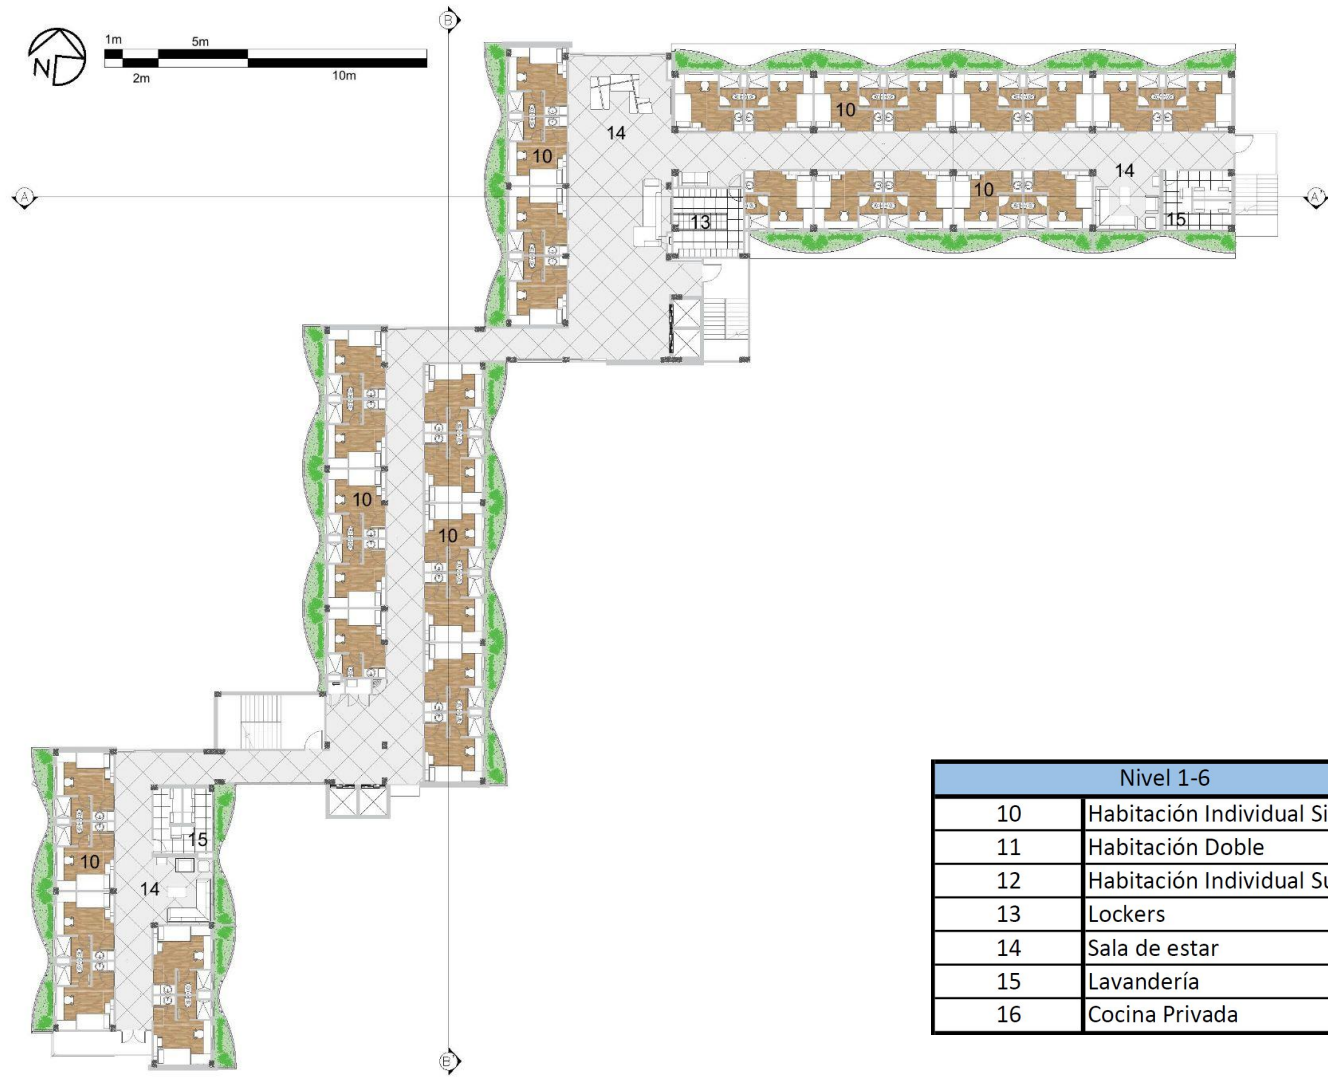 B
1m
5m
N
2m
10m
10
14
10
14
10
A
10
A'
13
15
10
10
15
10
14
Nivel 1-6
10 Habitación Individual Si
11 Habitación Doble
12 Habitación Individual Su
13 Lockers
14 Sala de estar
15 Lavandería
16 Cocina Privada
B'